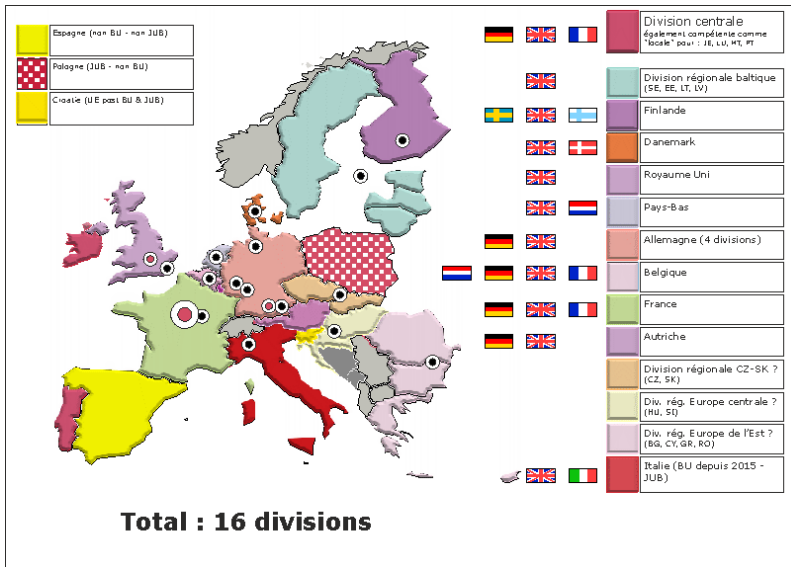 Espagne (non BU - non JUB)
Pologne (JUB - non BU)
Croatie (UE post BU & JUB)
Division centrale
également compétente comme
"locale" pour : IE, LU, MT, PT
Division régionale baltique
(SE, EE, LT, LV)
Finlande
Danemark
Royaume Uni
Pays-Bas
Allemagne (4 divisions)
Belgique
France
Autriche
Division régionale CZ-SK ?
(CZ, SK)
Div. rég. Europe centrale ?
(HU, SI)
Div. rég. Europe de l'Est ?
(BG, CY, GR, RO)
Italie (BU depuis 2015 -
JUB)
Total : 16 divisions